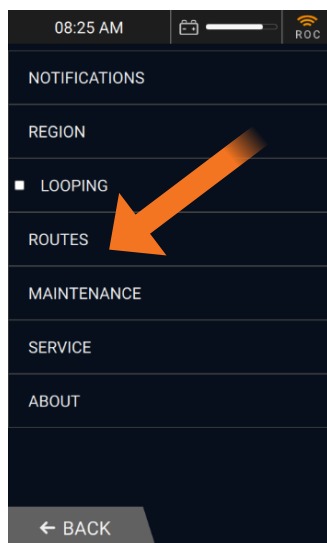 08:25 AM
ROC
NOTIFICATIONS
REGION
LOOPING
ROUTES
MAINTENANCE
SERVICE
ABOUT
← BACK